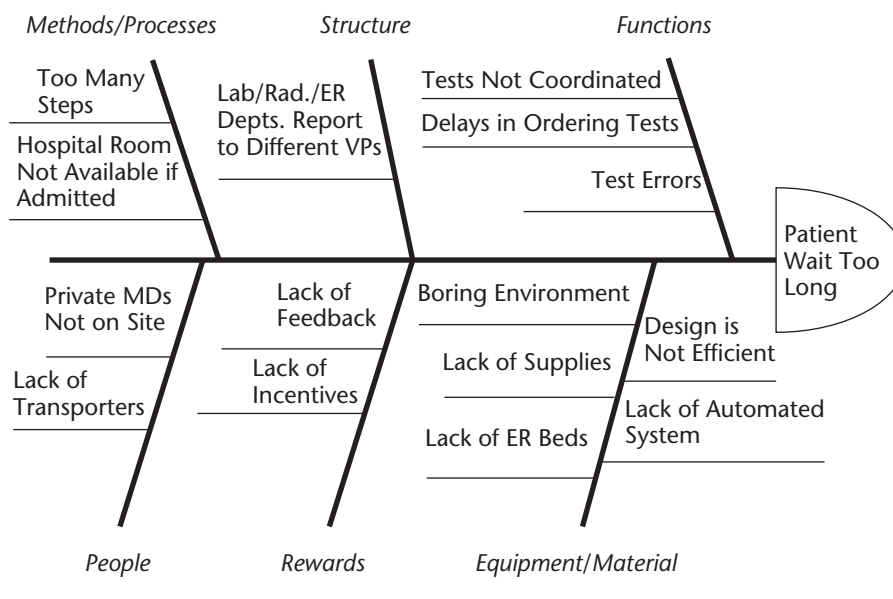 Methods/Processes
Structure
Functions
Too Many
Steps
Hospital Room
Not Available if
Admitted
Lab/Rad./ER
Depts. Report
to Different VPs
Tests Not Coordinated
Delays in Ordering Tests
Test Errors
Patient
Wait Too
Long
Private MDs
Not on Site
Lack of
Transporters
Lack of
Feedback
Lack of
Incentives
Boring Environment
Lack of Supplies
Lack of ER Beds
Design is
Not Efficient
Lack of Automated
System
People
Rewards
Equipment/Material